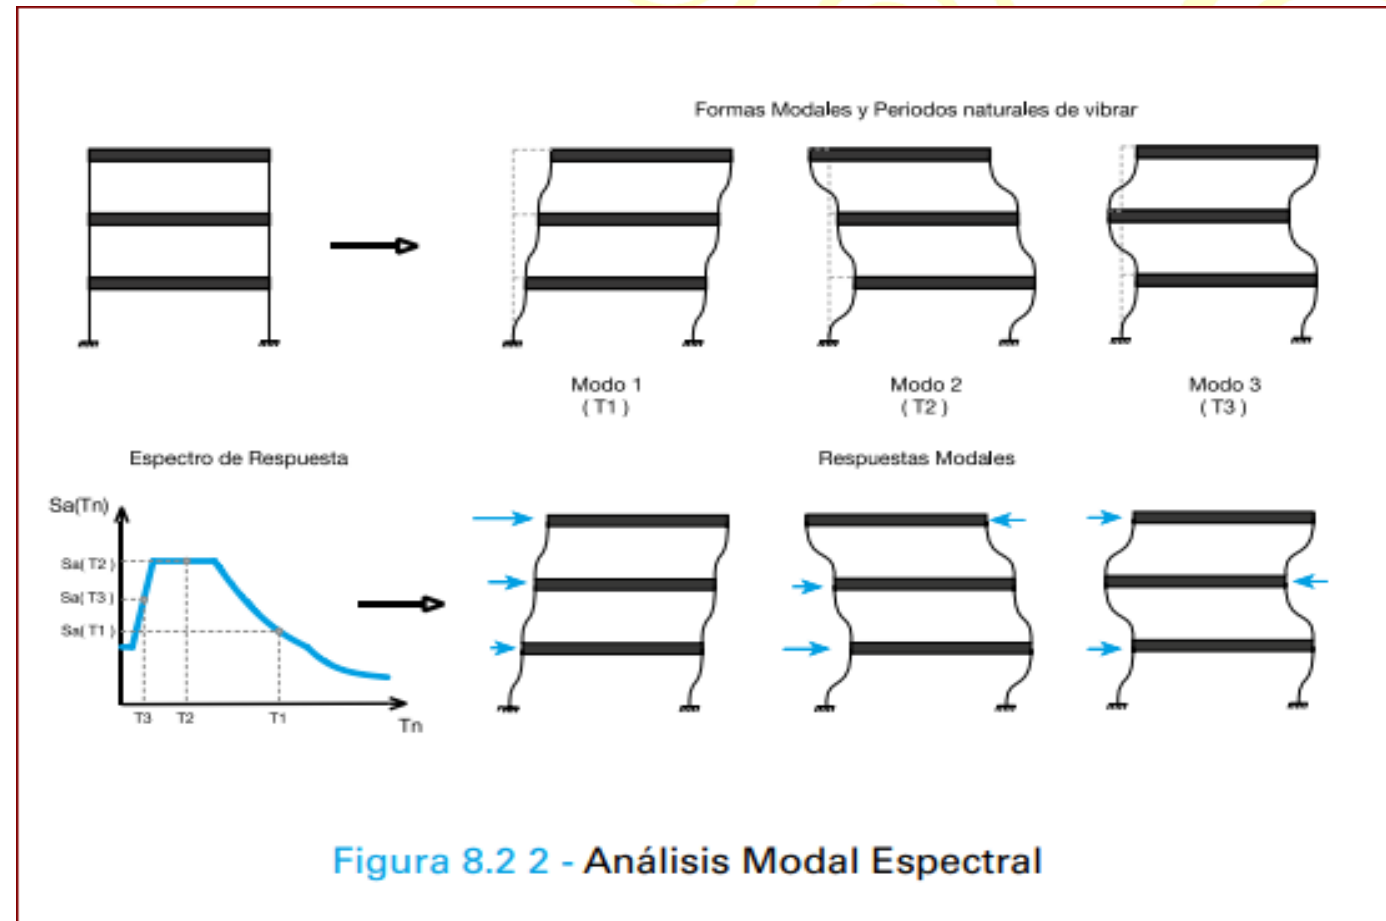 Formas Modales y Periodos naturales de vibrar
Modo 1
( T1 )
Modo 2
( T2 )
Modo 3
( T3 )
Espectro de Respuesta
Respuestas Modales
Sa(Tn)
Sa( T2 )
Sa( T3 )
Sa( T1 )
T3
T2
T1
Tn
Figura 8.2 2 - Análisis Modal Espectral